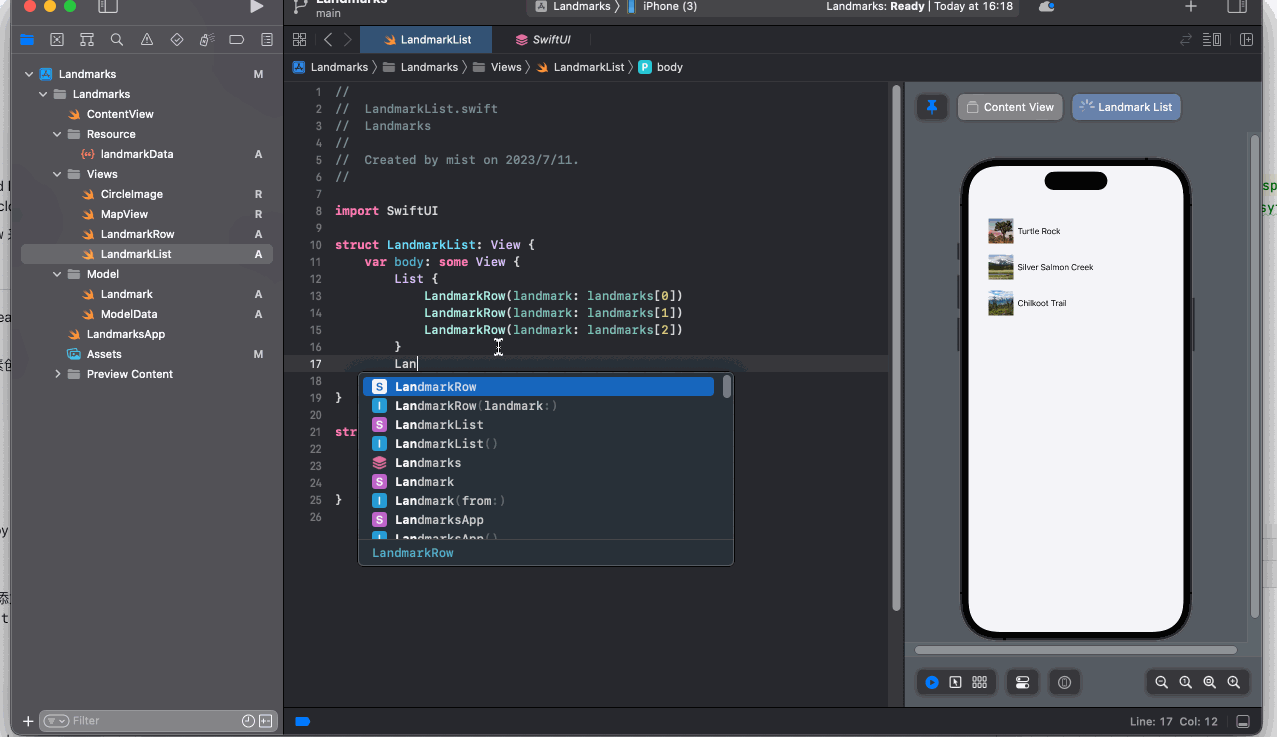 main
Landmarks
iPhone (3)
Landmarks: Ready | Today at 16:18
LandmarkList
SwiftUI
Landmarks
Landmarks
Views
LandmarkList
P
body
Landmarks
M
Landmarks
ContentView
Resource
landmarkData
A
Views
CircleImage
R
MapView
R
LandmarkRow
A
LandmarkList
A
Model
Landmark
A
ModelData
A
LandmarksApp
Assets
M
Preview Content
Filter
1 //
2 //  LandmarkList.swift
3 //  Landmarks
4 //
5 //  Created by mist on 2023/7/11.
6 //
7
8 import SwiftUI
9
10 struct LandmarkList: View {
11     var body: some View {
12         List {
13             LandmarkRow(landmark: landmarks[0])
14             LandmarkRow(landmark: landmarks[1])
15             LandmarkRow(landmark: landmarks[2])
16         }
17         Lan
18
19 }
20
21 str
22
23
24
25 }
26
S LandmarkRow
I LandmarkRow(landmark:)
S LandmarkList
I LandmarkList()
Landmarks
S Landmark
I Landmark(from:)
S LandmarksApp
I LandmarksApp()
LandmarkRow
Content View
Landmark List
Turtle Rock
Silver Salmon Creek
Chilkoot Trail
Line: 17 Col: 12